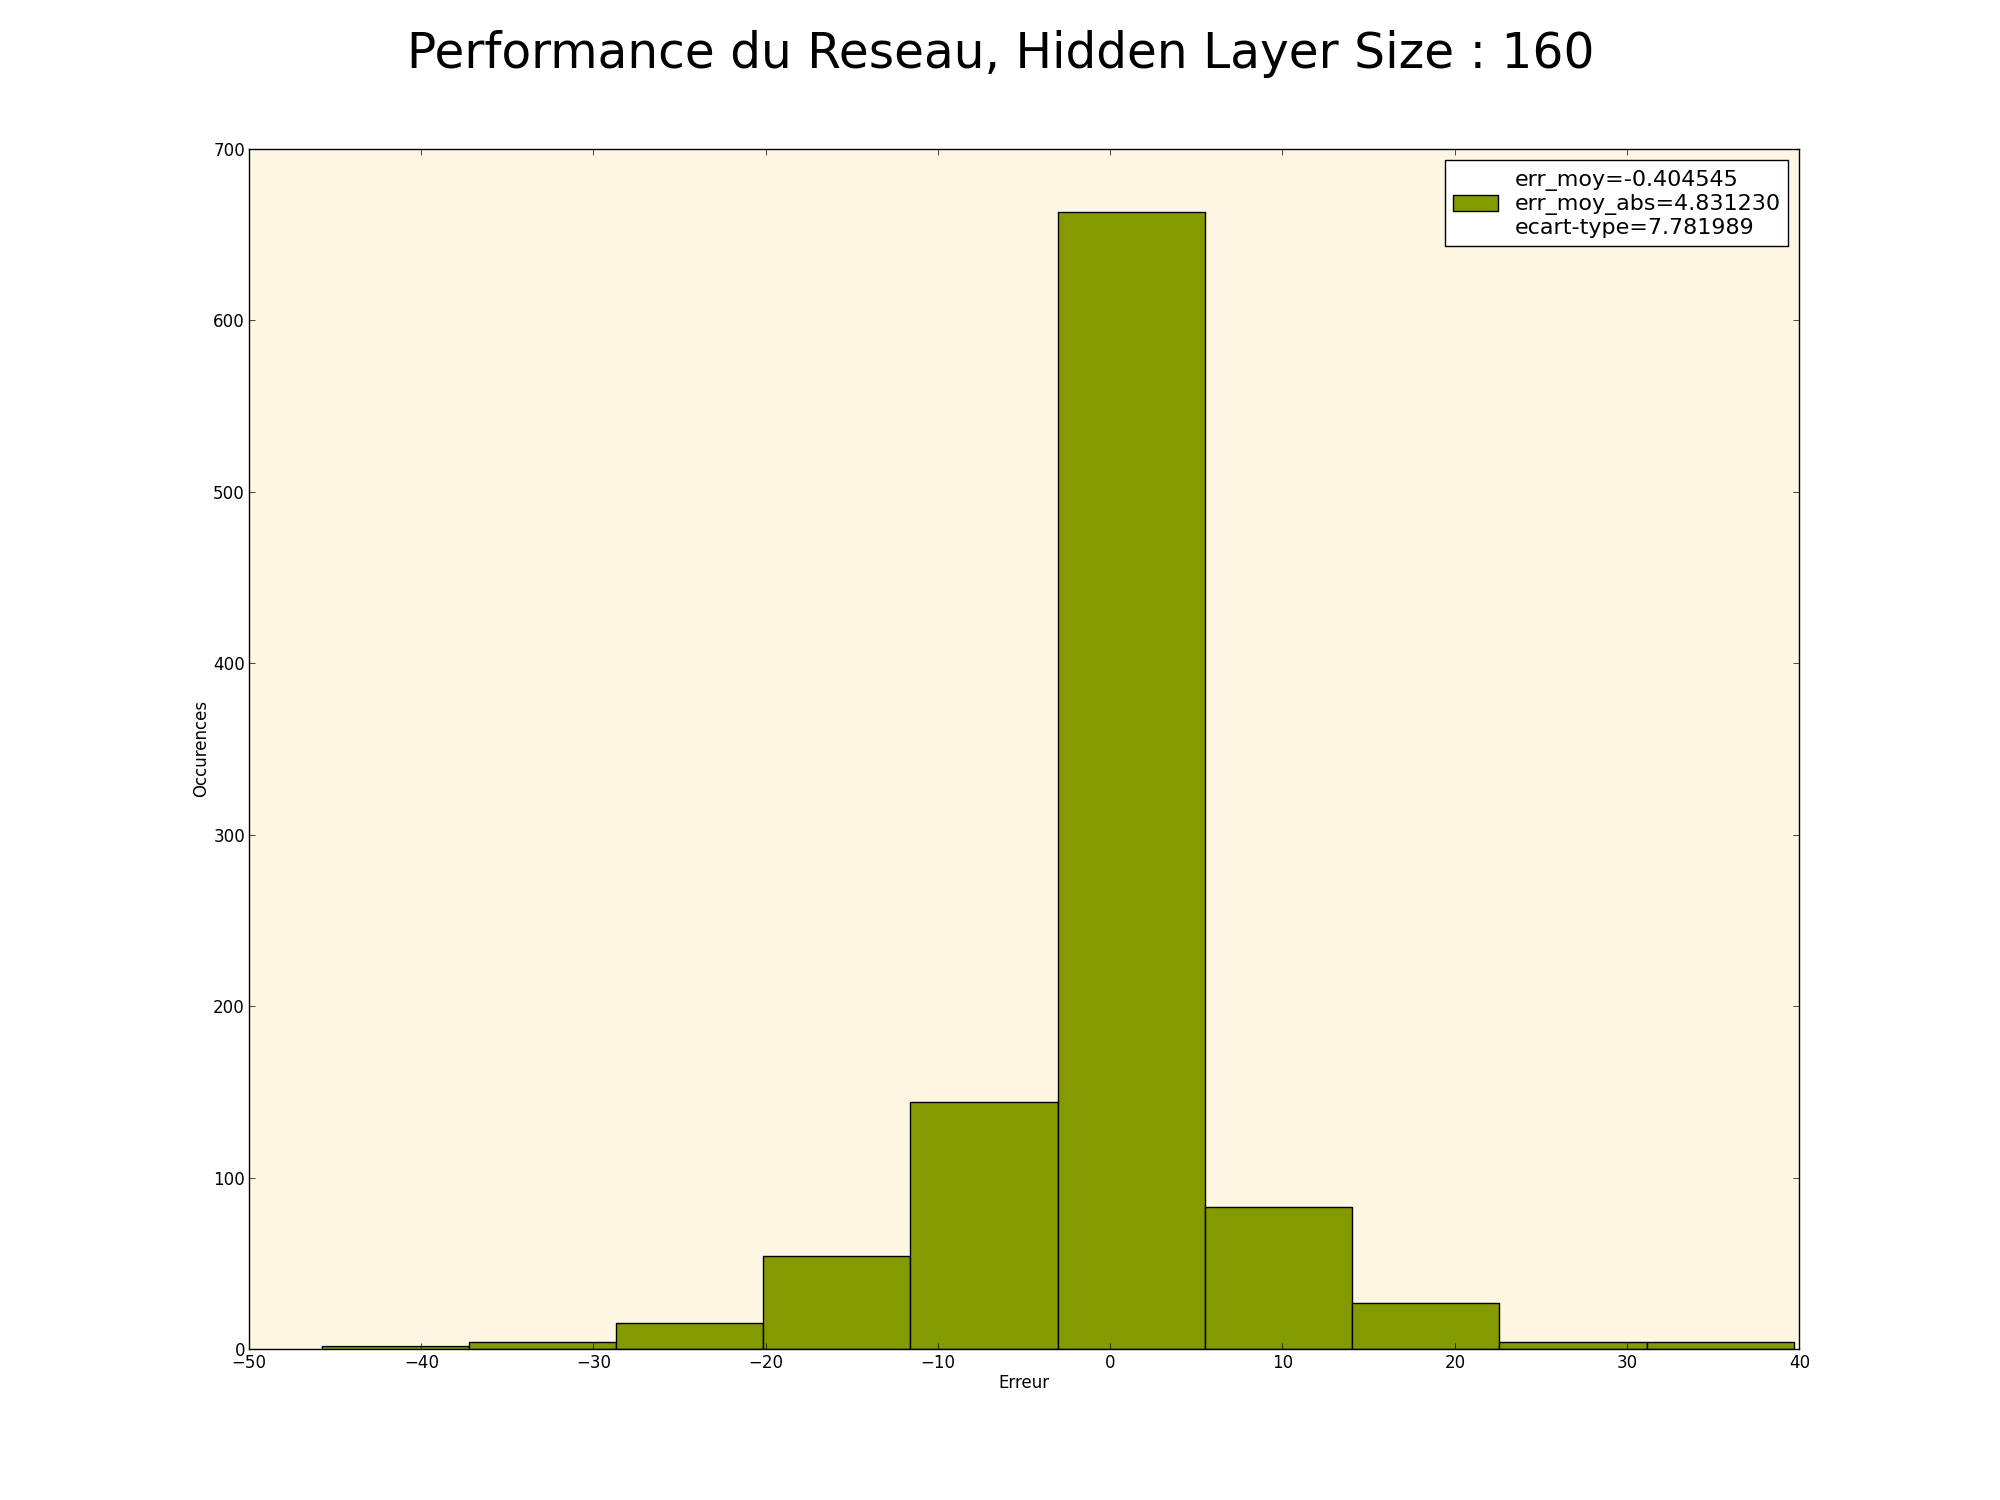 Performance du Reseau, Hidden Layer Size : 160
700
600
500
400
300
200
100
0
Occurences
err_moy=-0.404545
err_moy_abs=4.831230
ecart-type=7.781989
−50 −40 −30 −20 −10 0 10 20 30 40
Erreur